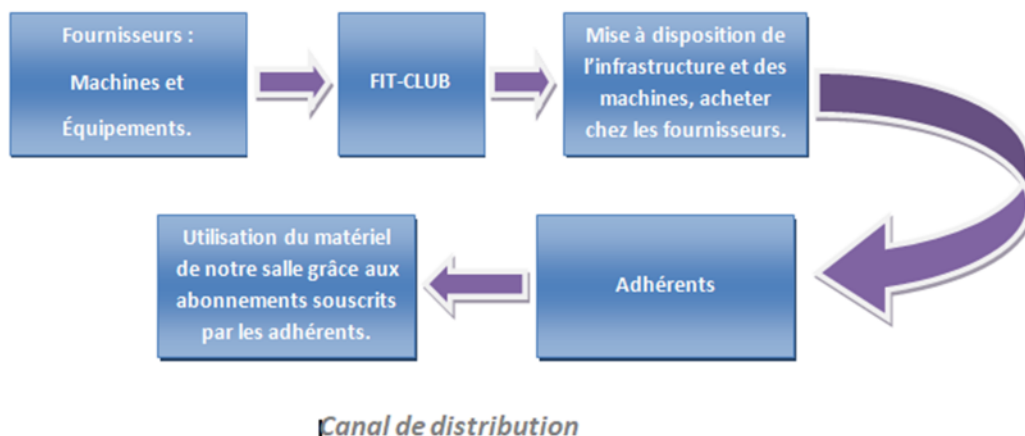 Fournisseurs :
Machines et
Équipements.
FIT-CLUB
Mise à disposition de
l'infrastructure et des
machines, acheter
chez les fournisseurs.
Adhérents
Utilisation du matériel
de notre salle grâce aux
abonnements souscrits
par les adhérents.
Canal de distribution